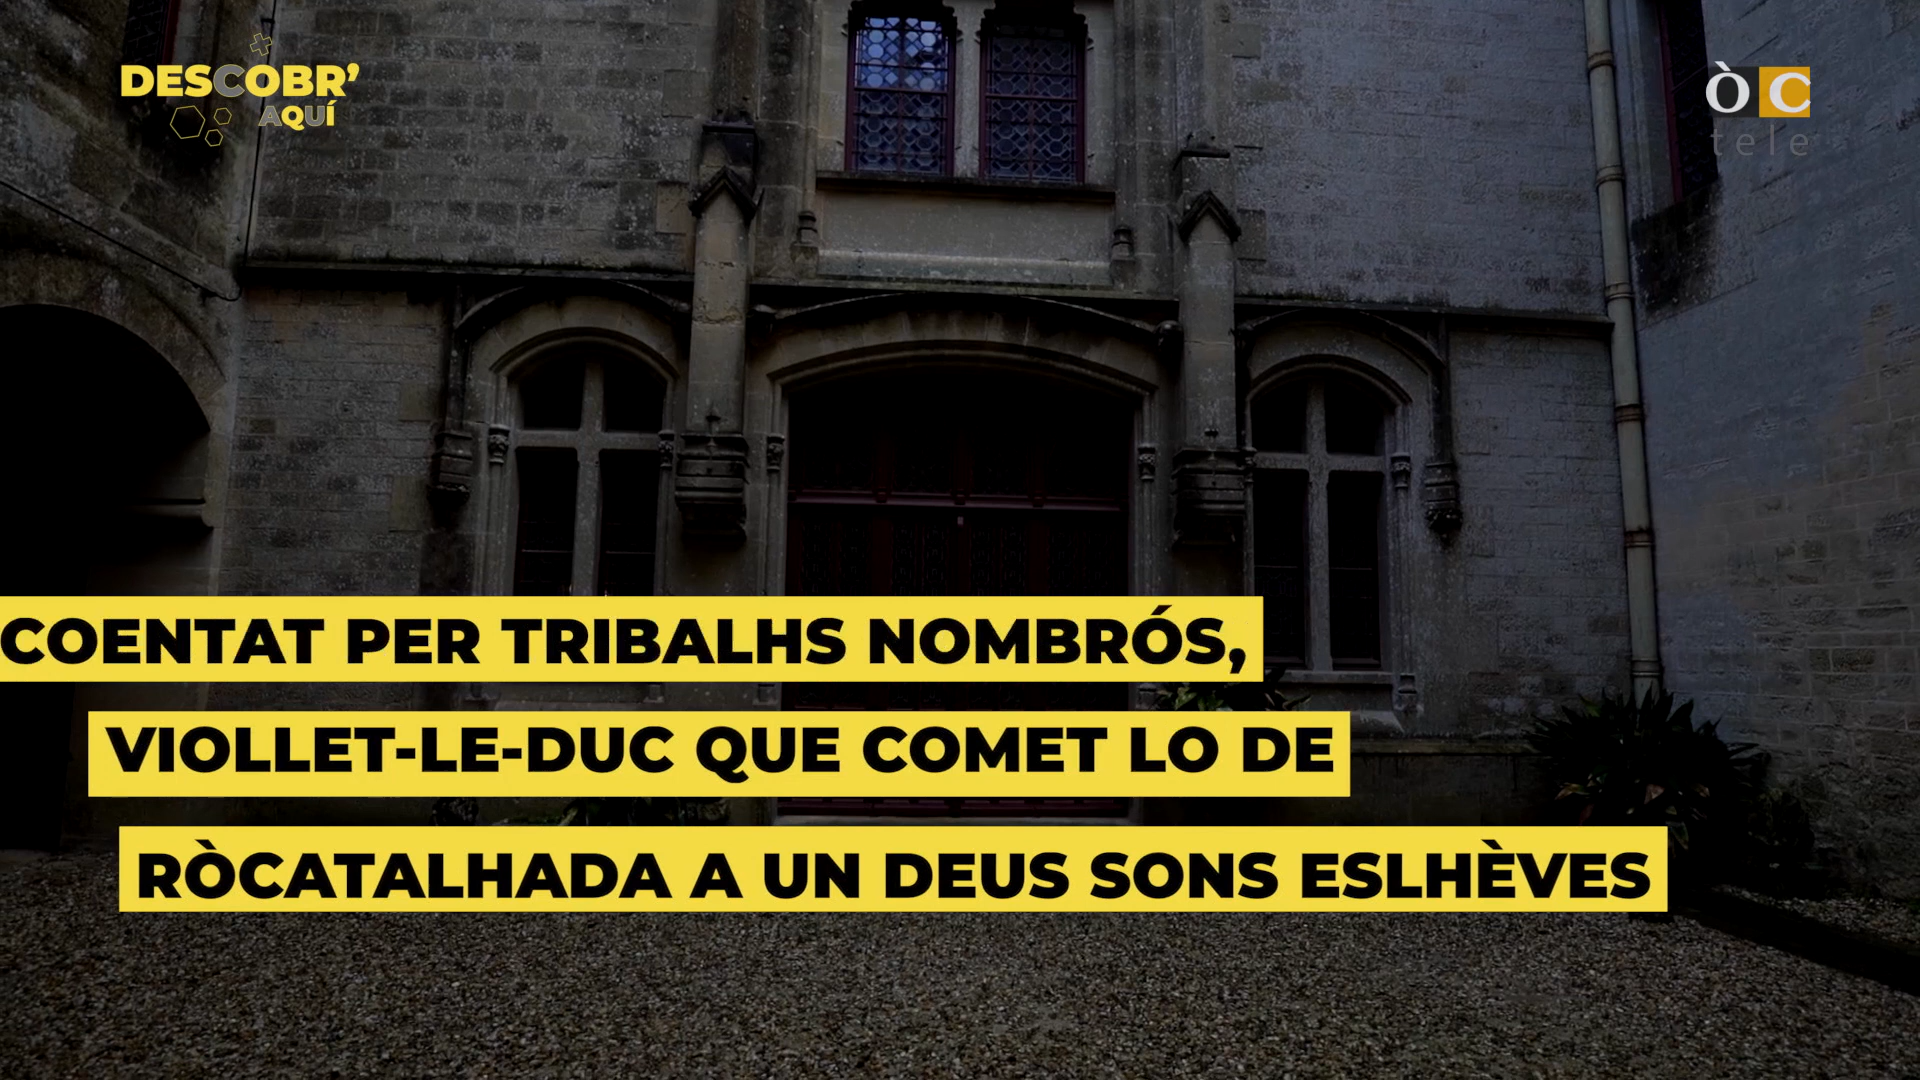 DESCOBR'
AQUÍ
ÒC
tele
COENTAT PER TRIBALHS NOMBRÓS,
VIOLLET-LE-DUC QUE COMET LO DE
RÒCATALHADA A UN DEUS SONS ESLHÈVES